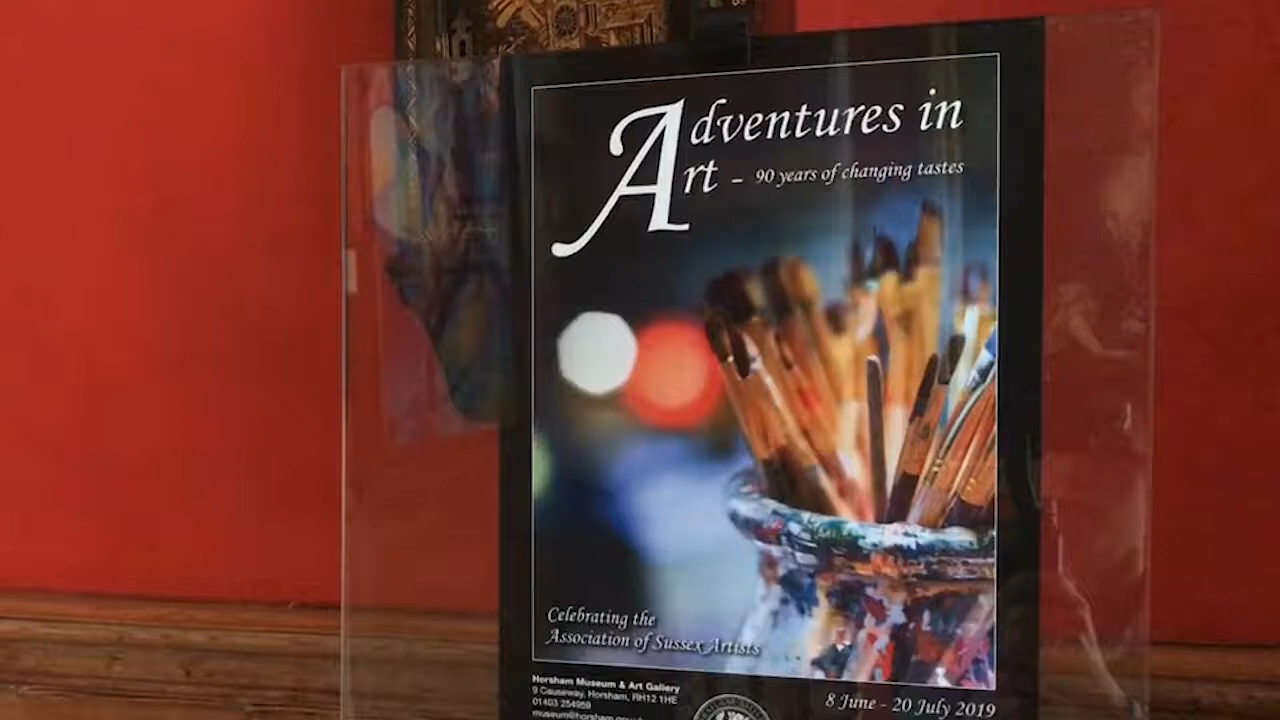 Adventures in
Art - 90 years of changing tastes
Celebrating the
Association of Sussex Artists
Horsham Museum & Art Gallery
9 Causeway, Horsham, RH12 1HE
01403 254959
8 June - 20 July 2019